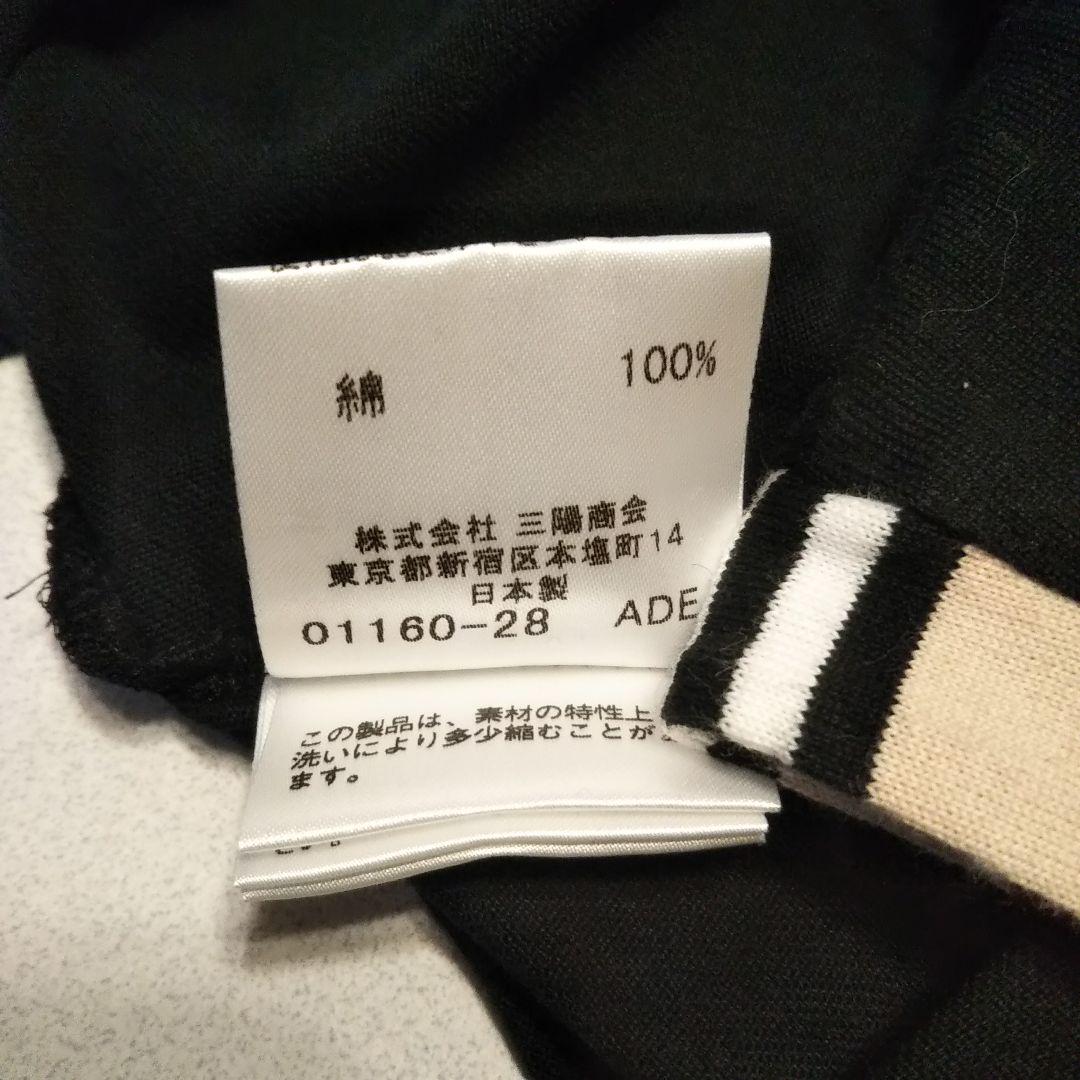 綿 100%
株式会社 三陽商会
東京都新宿区本塩町14
日本製
01160-28 ADE
この製品は、素材の特性上
洗いにより多少縮むことが
ます。